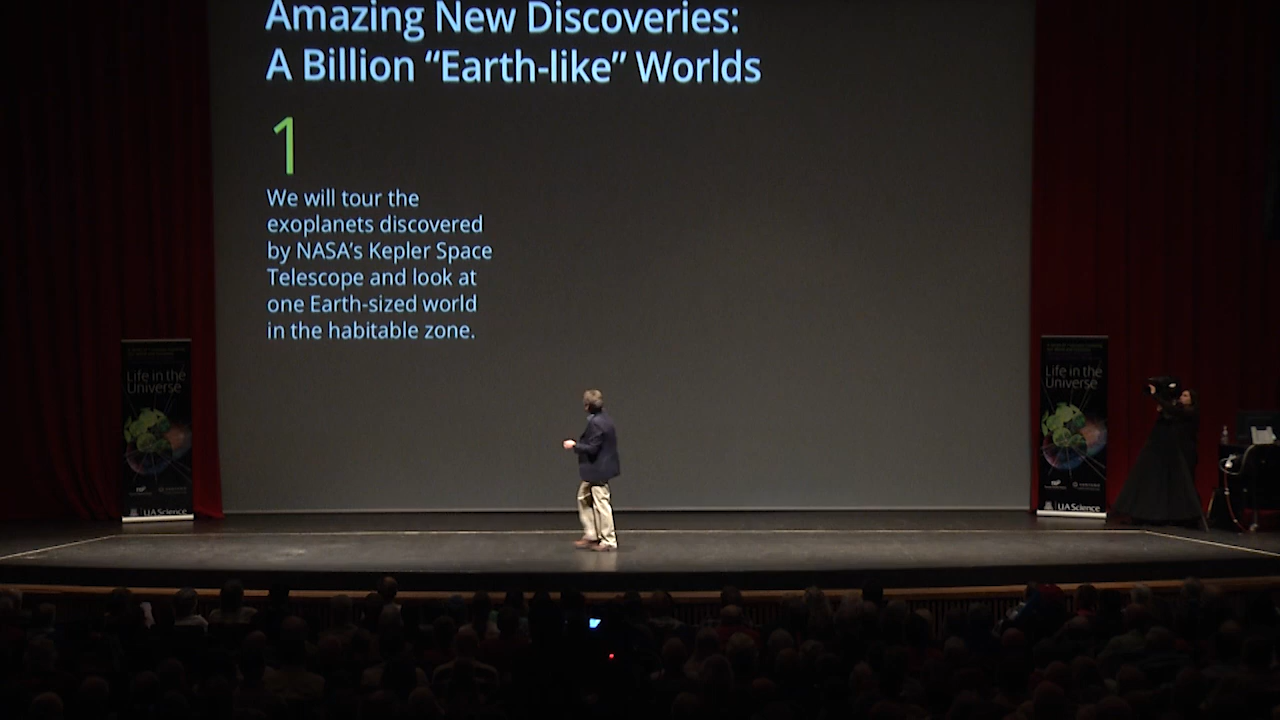 Amazing New Discoveries:
A Billion “Earth-like” Worlds
1
We will tour the
exoplanets discovered
by NASA’s Kepler Space
Telescope and look at
one Earth-sized world
in the habitable zone.
Life in the
Universe
UA Science
Life in the
Universe
UA Science